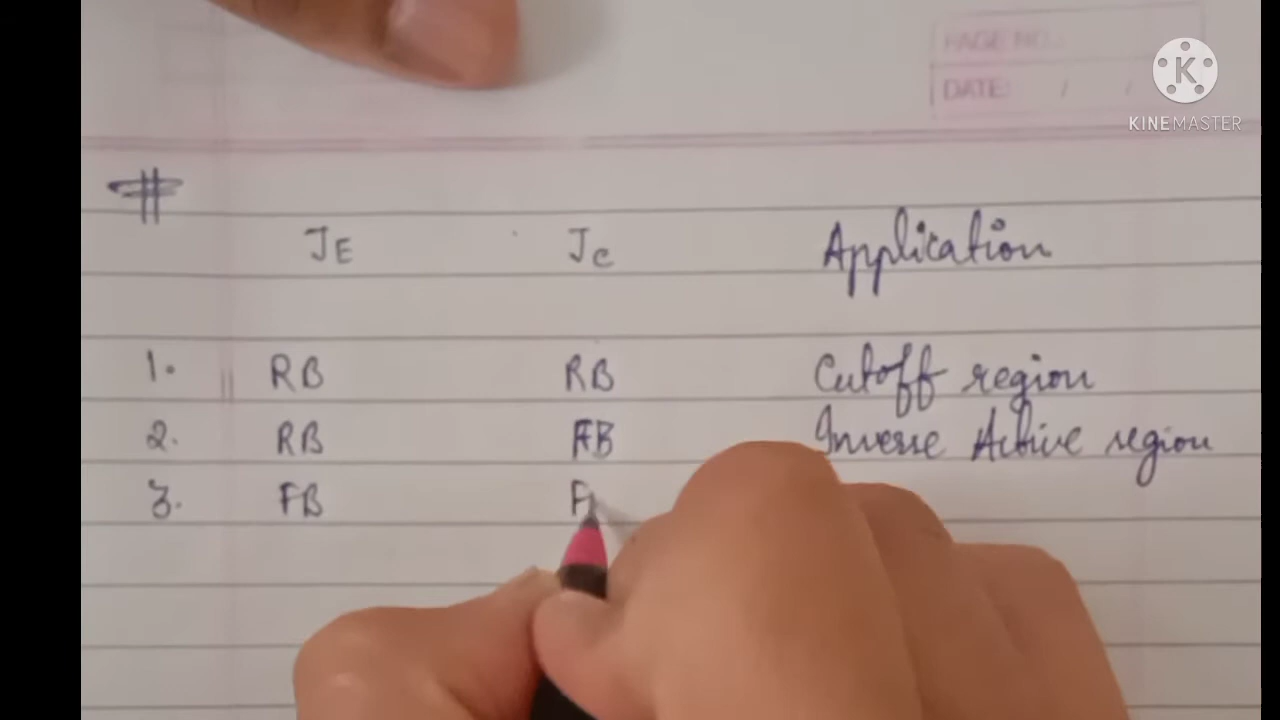 PAGE NO.:
DATE: / /
KINEMASTER
#
JE JC Application
1. RB RB Cutoff region
2. RB FB Inverse Active region
3. FB F